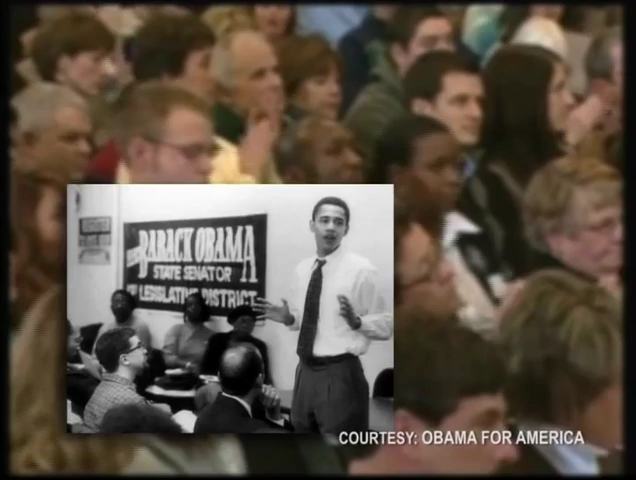 BARACK OBAMA
STATE SENATOR
LEGISLATIVE DISTRICT
COURTESY: OBAMA FOR AMERICA